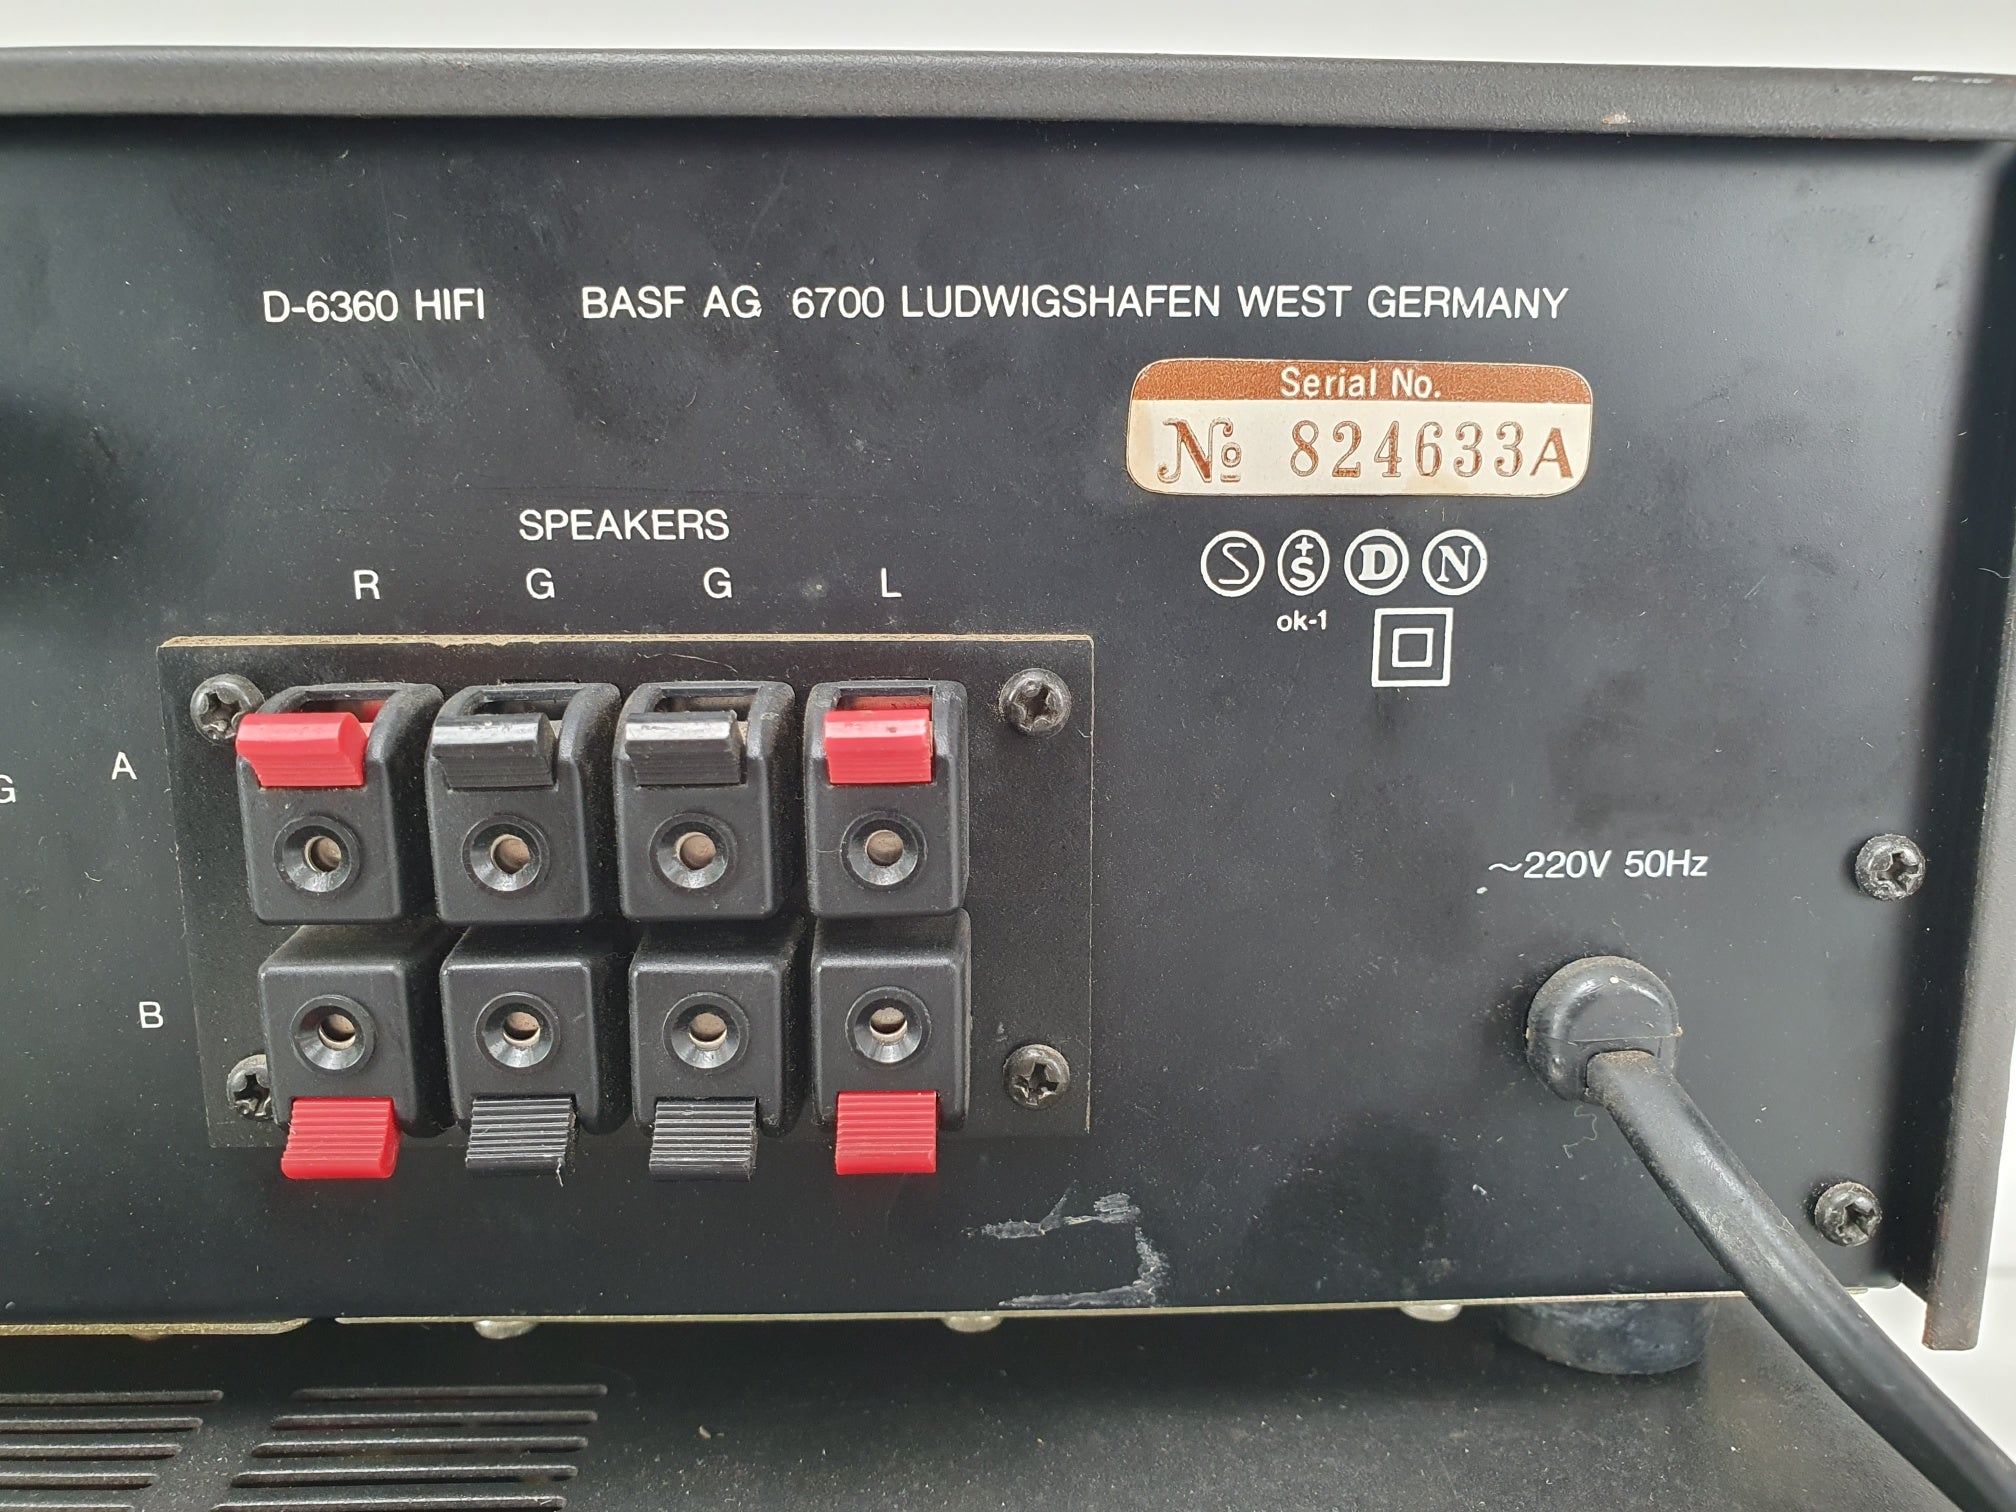 D-6360 HIFI BASF AG 6700 LUDWIGSHAFEN WEST GERMANY
Serial No.
No 824633A
SPEAKERS
R G G L
S +S D N
ok-1
G
A
~220V 50Hz
B